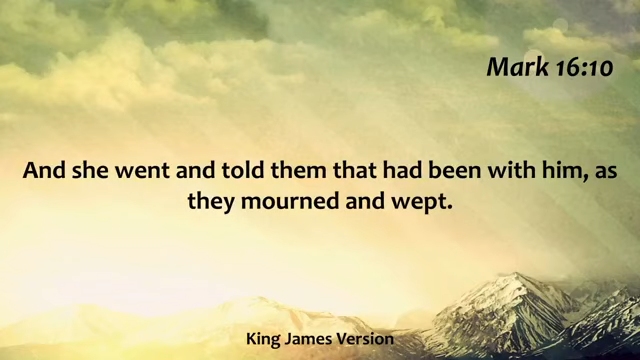 Mark 16:10
And she went and told them that had been with him, as
they mourned and wept.
King James Version